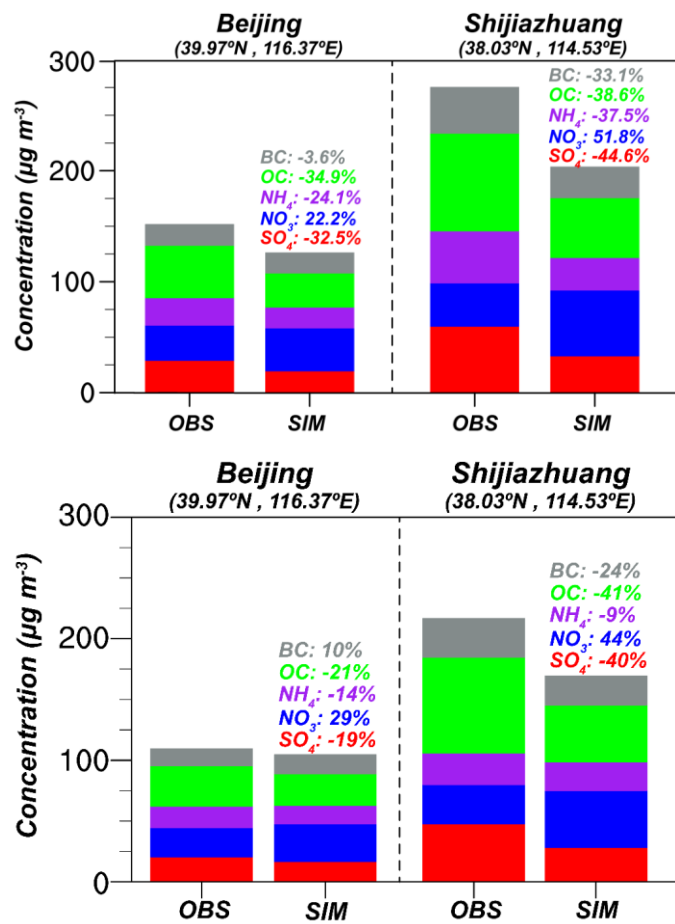 Beijing
(39.97ºN , 116.37ºE)
Shijiazhuang
(38.03ºN , 114.53ºE)
Concentration (µg m⁻³)
300
200
100
0
BC: -3.6%
OC: -34.9%
NH₄: -24.1%
NO₃: 22.2%
SO₄: -32.5%
BC: -33.1%
OC: -38.6%
NH₄: -37.5%
NO₃: 51.8%
SO₄: -44.6%
OBS
SIM
OBS
SIM
Beijing
(39.97ºN , 116.37ºE)
Shijiazhuang
(38.03ºN , 114.53ºE)
Concentration (µg m⁻³)
300
200
100
0
BC: 10%
OC: -21%
NH₄: -14%
NO₃: 29%
SO₄: -19%
BC: -24%
OC: -41%
NH₄: -9%
NO₃: 44%
SO₄: -40%
OBS
SIM
OBS
SIM